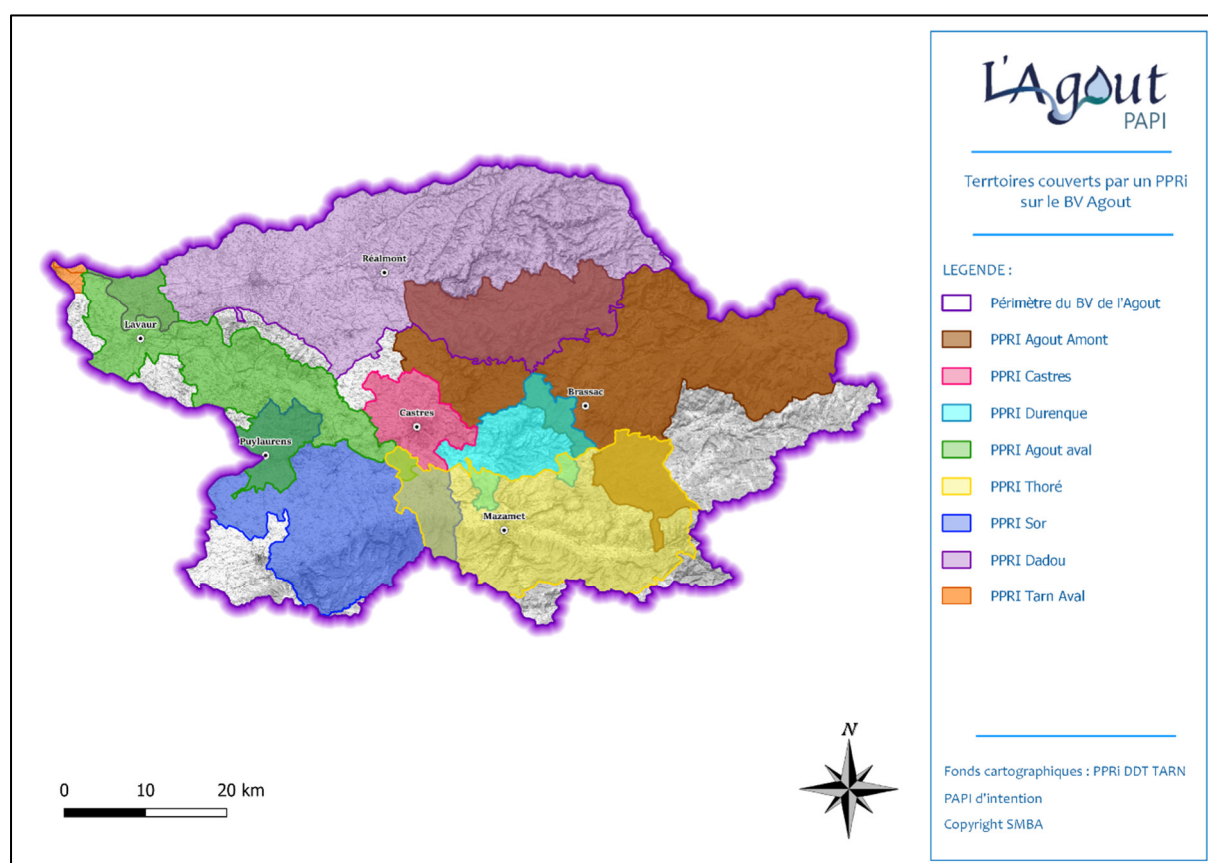 L'Agout
PAPI
Terrtoires couverts par un PPRi
sur le BV Agout
LEGENDE :
Périmètre du BV de l'Agout
PPRI Agout Amont
PPRI Castres
PPRI Durenque
PPRI Agout aval
PPRI Thoré
PPRI Sor
PPRI Dadou
PPRI Tarn Aval
Réalmont
Lavaur
Brassac
Castres
Puylaurens
Mazamet
N
0 10 20 km
Fonds cartographiques : PPRi DDT TARN
PAPI d'intention
Copyright SMBA